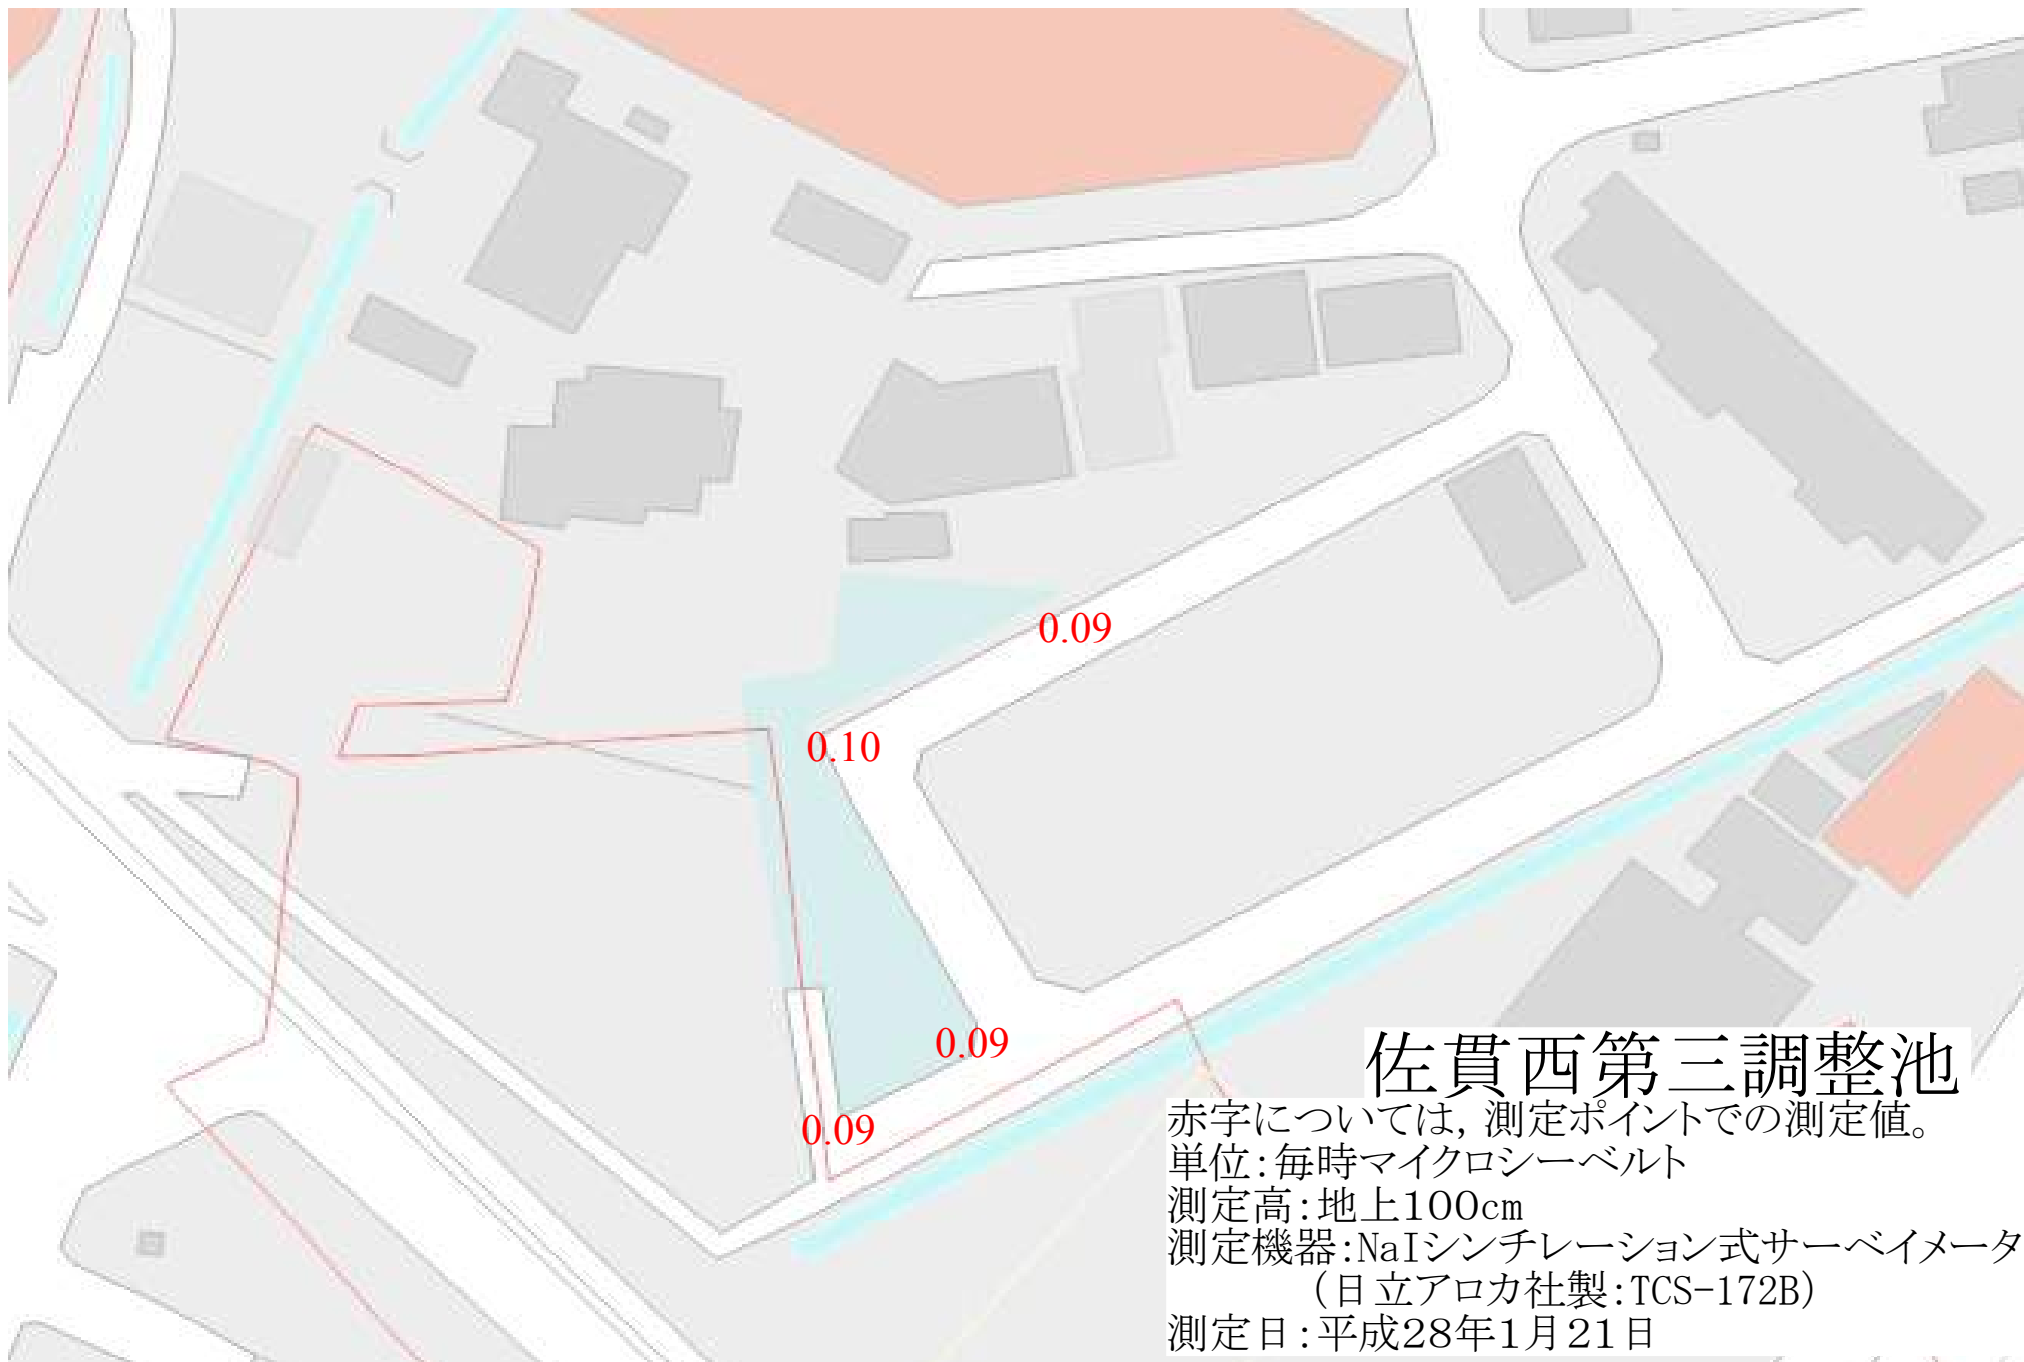 0.09
0.10
0.09
0.09
佐貫西第三調整池
赤字については，測定ポイントでの測定値。
単位：毎時マイクロシーベルト
測定高：地上100cm
測定機器：NaIシンチレーション式サーベイメータ
（日立アロカ社製：TCS-172B）
測定日：平成28年1月21日